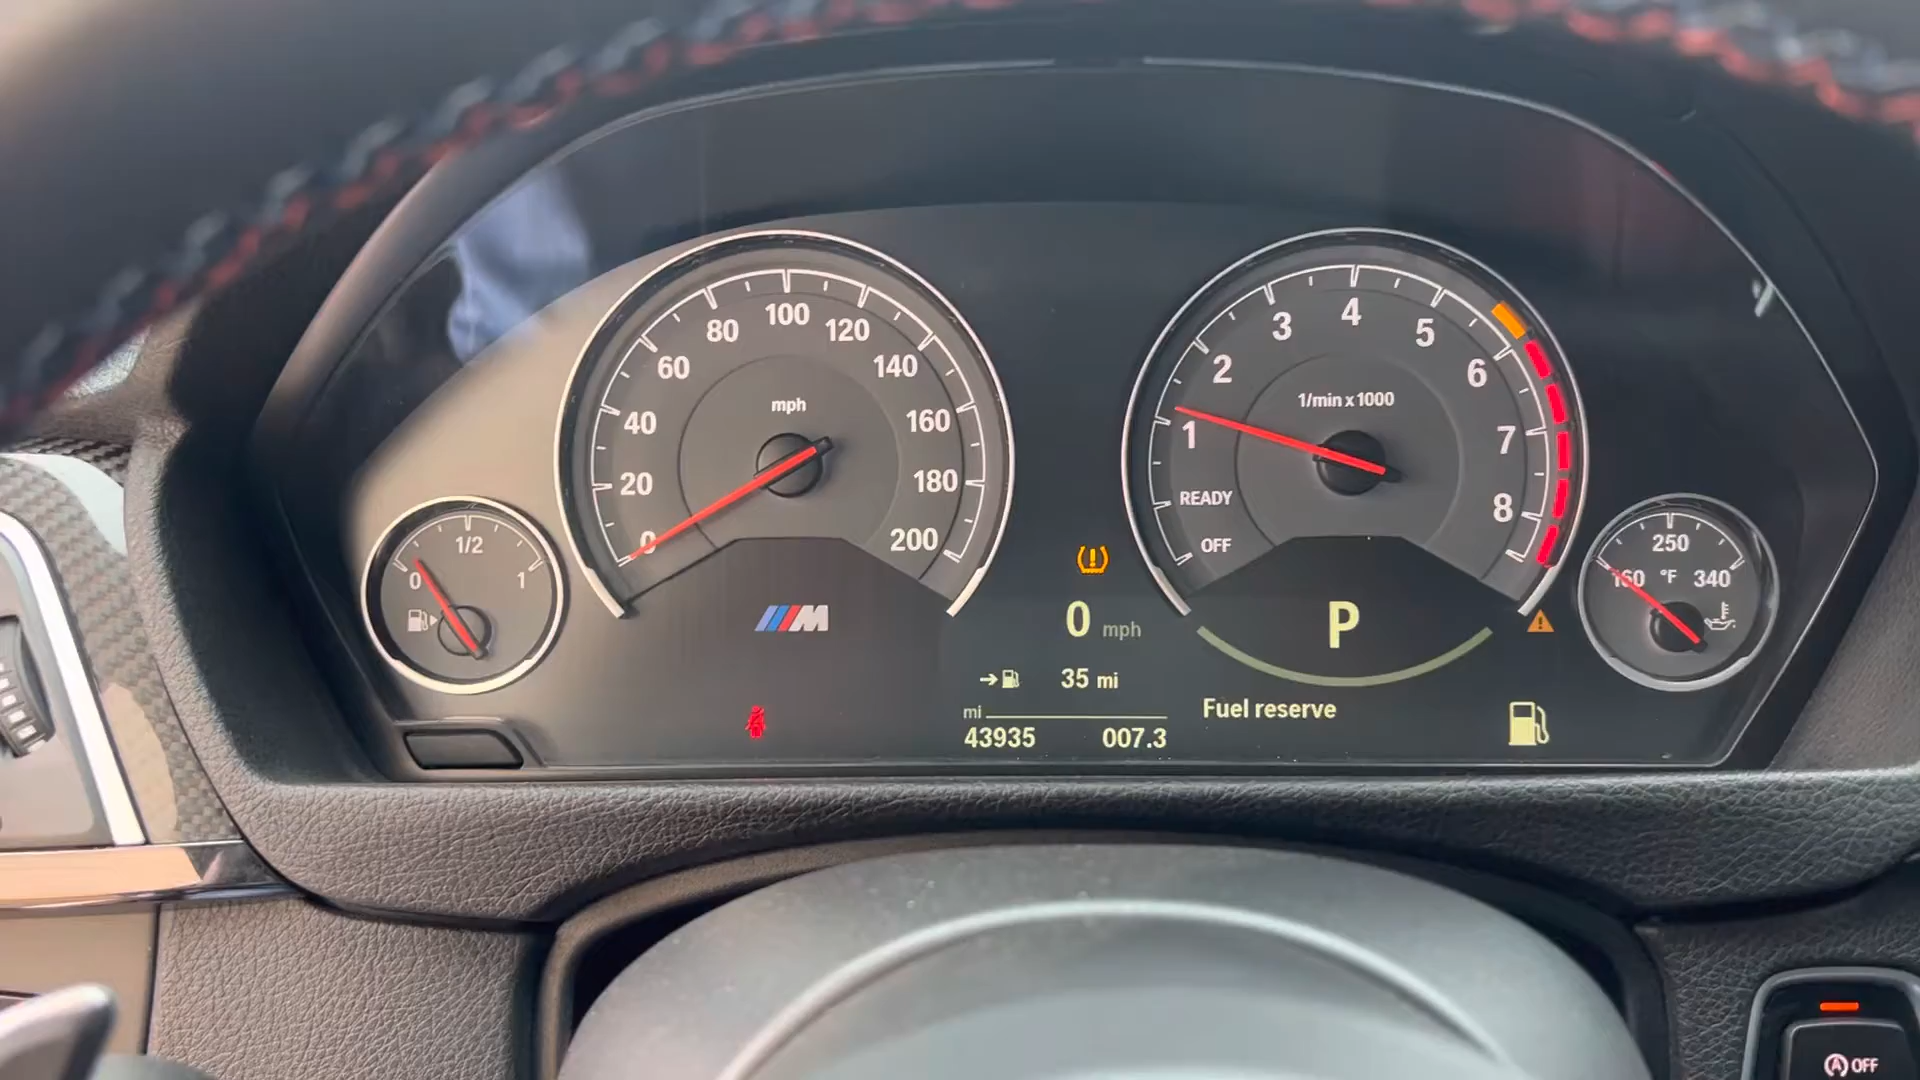 100
80
120
60
140
mph
40
160
20
180
0
200
4
3
5
2
6
1/min x 1000
1
7
READY
8
OFF
1/2
0
1
250
160
°F
340
M
0 mph
P
35 mi
mi
43935
007.3
Fuel reserve
A OFF